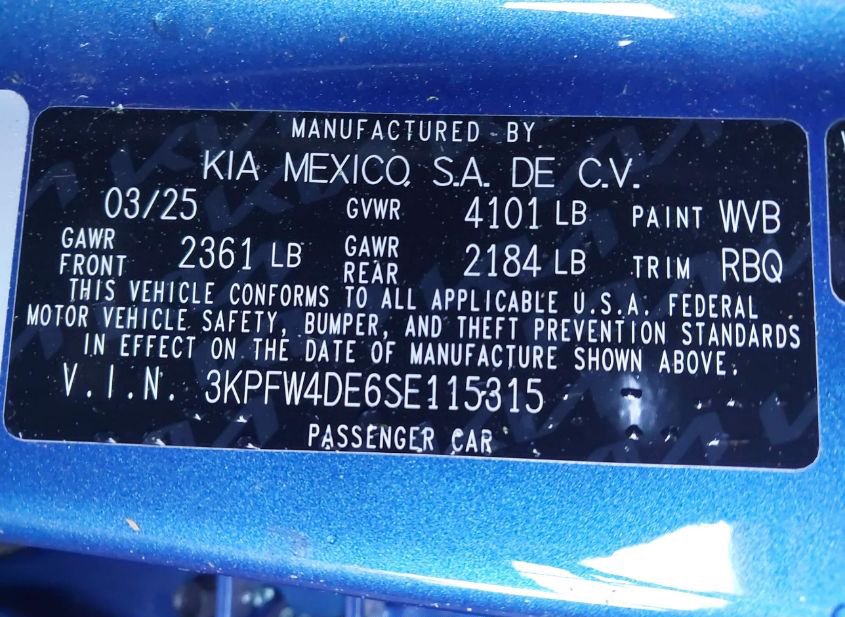 MANUFACTURED BY
KIA MEXICO, S.A. DE C.V.
03/25 GVWR 4101 LB PAINT WVB
GAWR FRONT 2361 LB GAWR REAR 2184 LB TRIM RBQ
THIS VEHICLE CONFORMS TO ALL APPLICABLE U.S.A. FEDERAL
MOTOR VEHICLE SAFETY, BUMPER, AND THEFT PREVENTION STANDARDS
IN EFFECT ON THE DATE OF MANUFACTURE SHOWN ABOVE.
V.I.N. 3KPFW4DE6SE115315
PASSENGER CAR